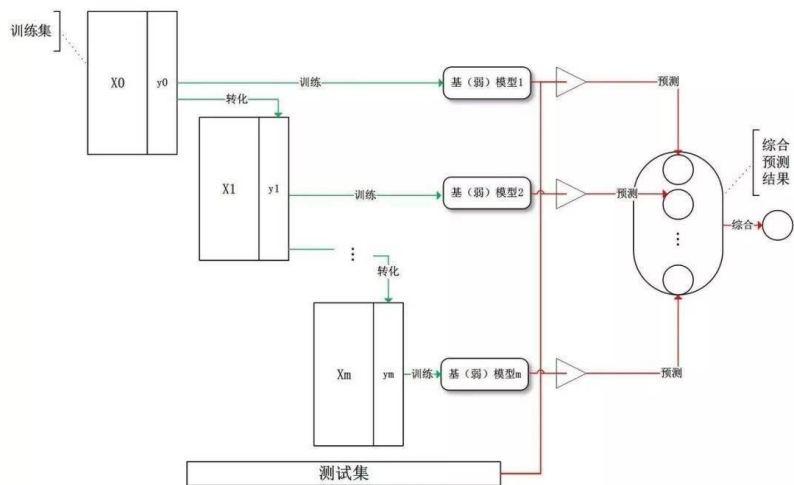 训练集
X0
y0
训练
基（弱）模型1
预测
转化
X1
y1
训练
基（弱）模型2
预测
综合
预测
结果
综合
⋮
⋮
转化
Xm
ym
训练
基（弱）模型m
预测
测试集